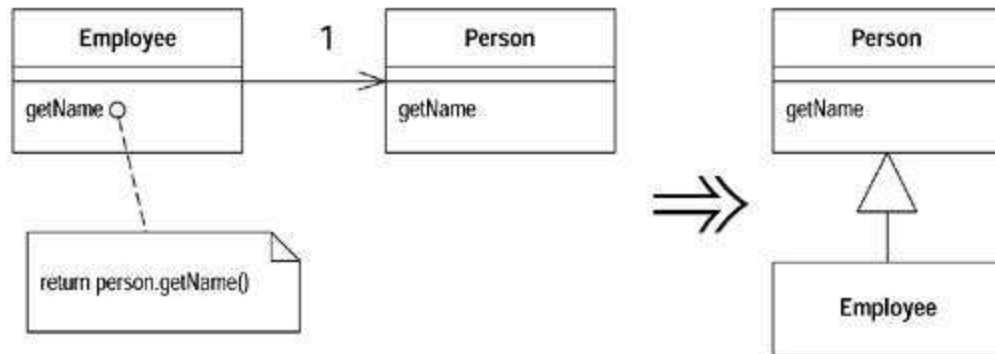 Employee
1
Person
Person
getName
getName
getName
return person.getName()
Employee